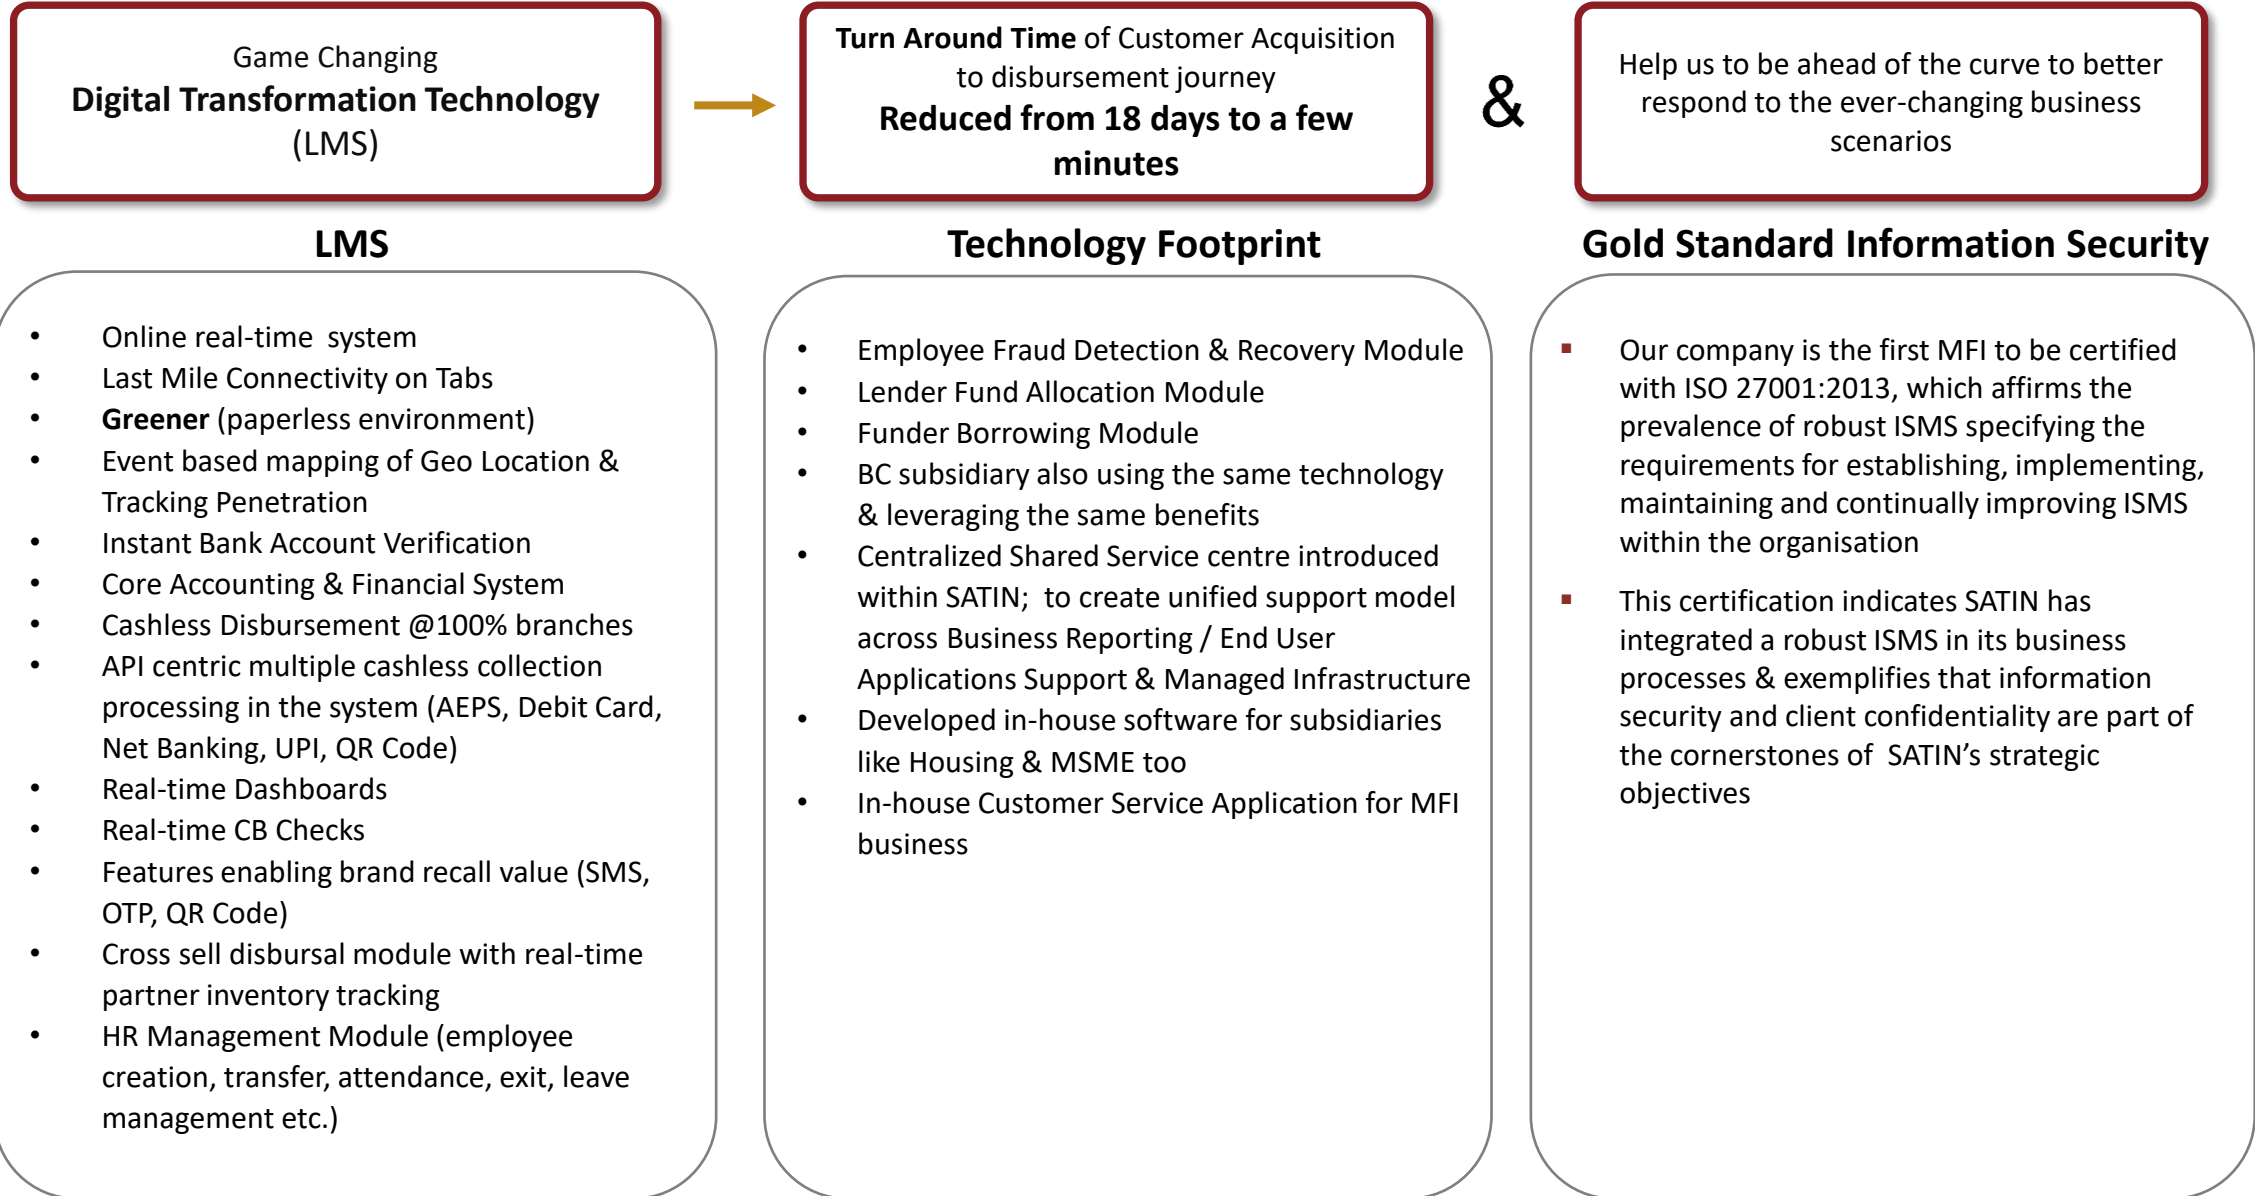 Game Changing
Digital Transformation Technology
(LMS)
Turn Around Time of Customer Acquisition
to disbursement journey
Reduced from 18 days to a few
minutes
&
Help us to be ahead of the curve to better
respond to the ever-changing business
scenarios
LMS
• Online real-time system
• Last Mile Connectivity on Tabs
• Greener (paperless environment)
• Event based mapping of Geo Location &
Tracking Penetration
• Instant Bank Account Verification
• Core Accounting & Financial System
• Cashless Disbursement @100% branches
• API centric multiple cashless collection
processing in the system (AEPS, Debit Card,
Net Banking, UPI, QR Code)
• Real-time Dashboards
• Real-time CB Checks
• Features enabling brand recall value (SMS,
OTP, QR Code)
• Cross sell disbursal module with real-time
partner inventory tracking
• HR Management Module (employee
creation, transfer, attendance, exit, leave
management etc.)
Technology Footprint
• Employee Fraud Detection & Recovery Module
• Lender Fund Allocation Module
• Funder Borrowing Module
• BC subsidiary also using the same technology
& leveraging the same benefits
• Centralized Shared Service centre introduced
within SATIN; to create unified support model
across Business Reporting / End User
Applications Support & Managed Infrastructure
• Developed in-house software for subsidiaries
like Housing & MSME too
• In-house Customer Service Application for MFI
business
Gold Standard Information Security
▪ Our company is the first MFI to be certified
with ISO 27001:2013, which affirms the
prevalence of robust ISMS specifying the
requirements for establishing, implementing,
maintaining and continually improving ISMS
within the organisation
▪ This certification indicates SATIN has
integrated a robust ISMS in its business
processes & exemplifies that information
security and client confidentiality are part of
the cornerstones of SATIN’s strategic
objectives